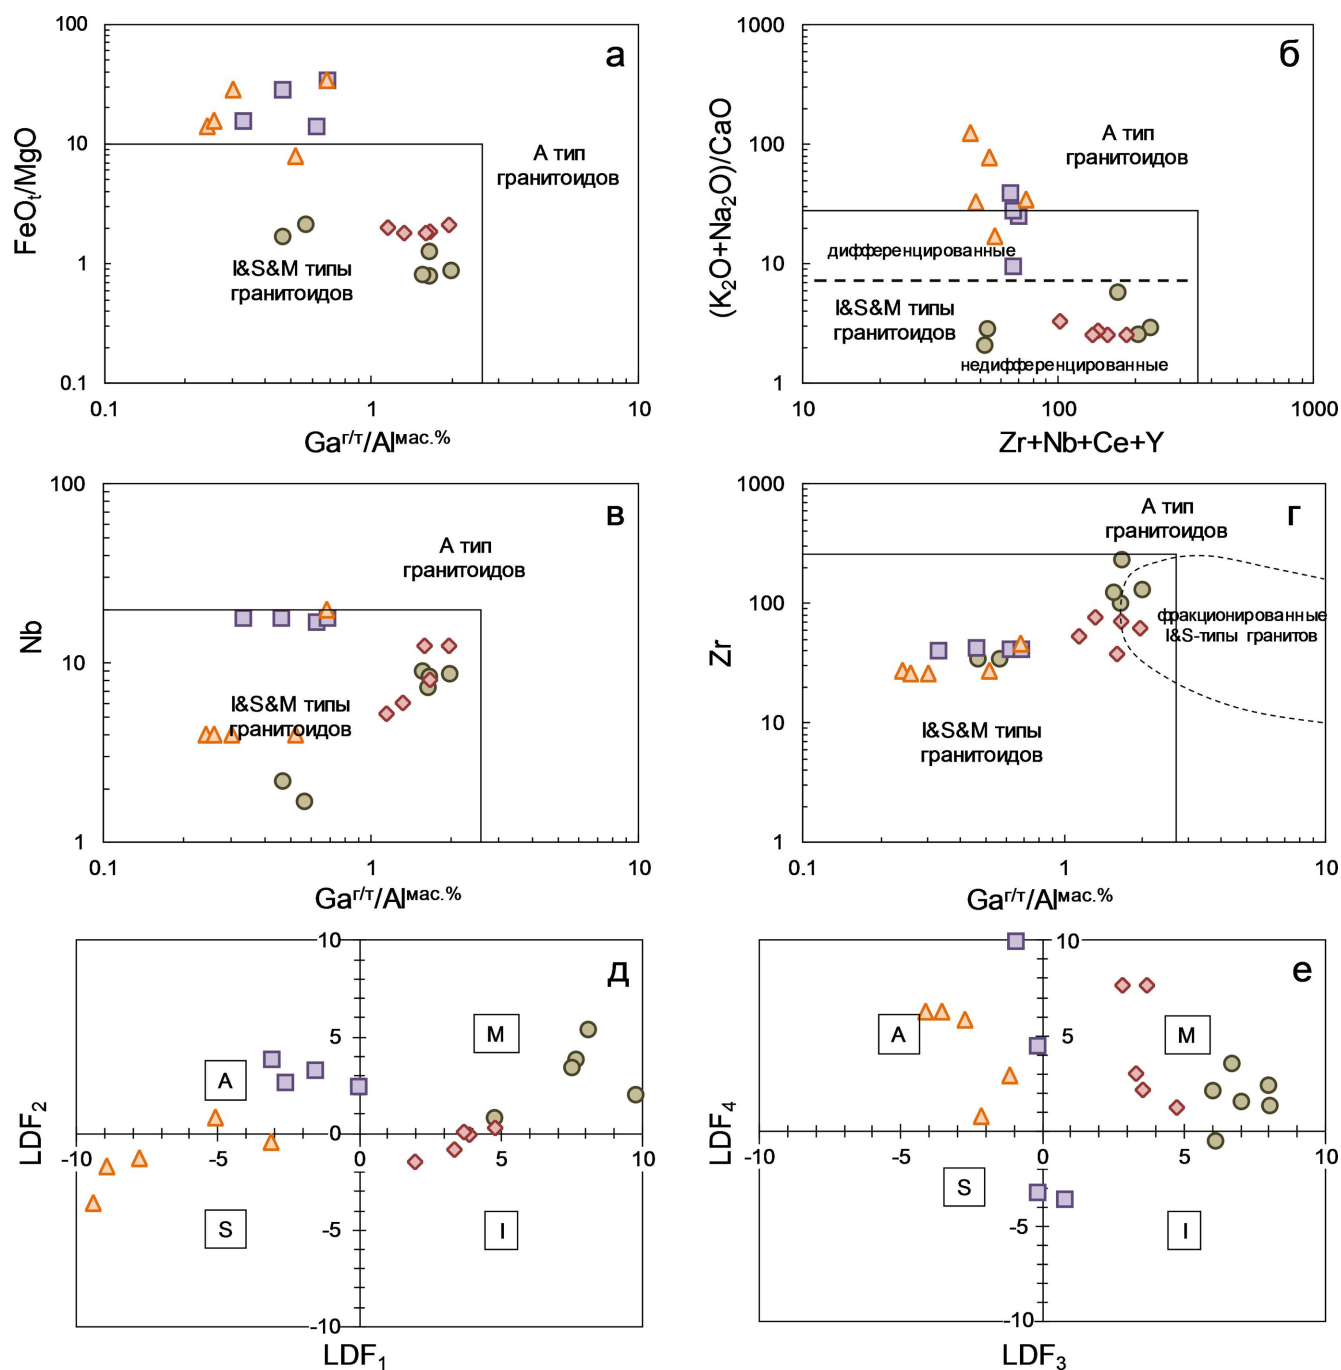 100
10
1
0.1
FeOt/MgO
а
А тип
гранитоидов
I&S&M типы
гранитоидов
0.1
1
10
Gaг/т/Alмас.%
1000
100
10
1
(K2O+Na2O)/CaO
б
А тип
гранитоидов
дифференцированные
I&S&M типы
гранитоидов
недифференцированные
10
100
1000
Zr+Nb+Ce+Y
100
10
1
Nb
в
А тип
гранитоидов
I&S&M типы
гранитоидов
0.1
1
10
Gaг/т/Alмас.%
1000
100
10
1
Zr
г
А тип
гранитоидов
фракционированные
I&S-типы гранитов
I&S&M типы
гранитоидов
0.1
1
10
Gaг/т/Alмас.%
10
5
0
-5
-10
LDF2
д
M
A
S
I
-10
-5
0
5
10
LDF1
10
5
0
-5
-10
LDF4
е
A
M
S
I
-10
-5
0
5
10
LDF3